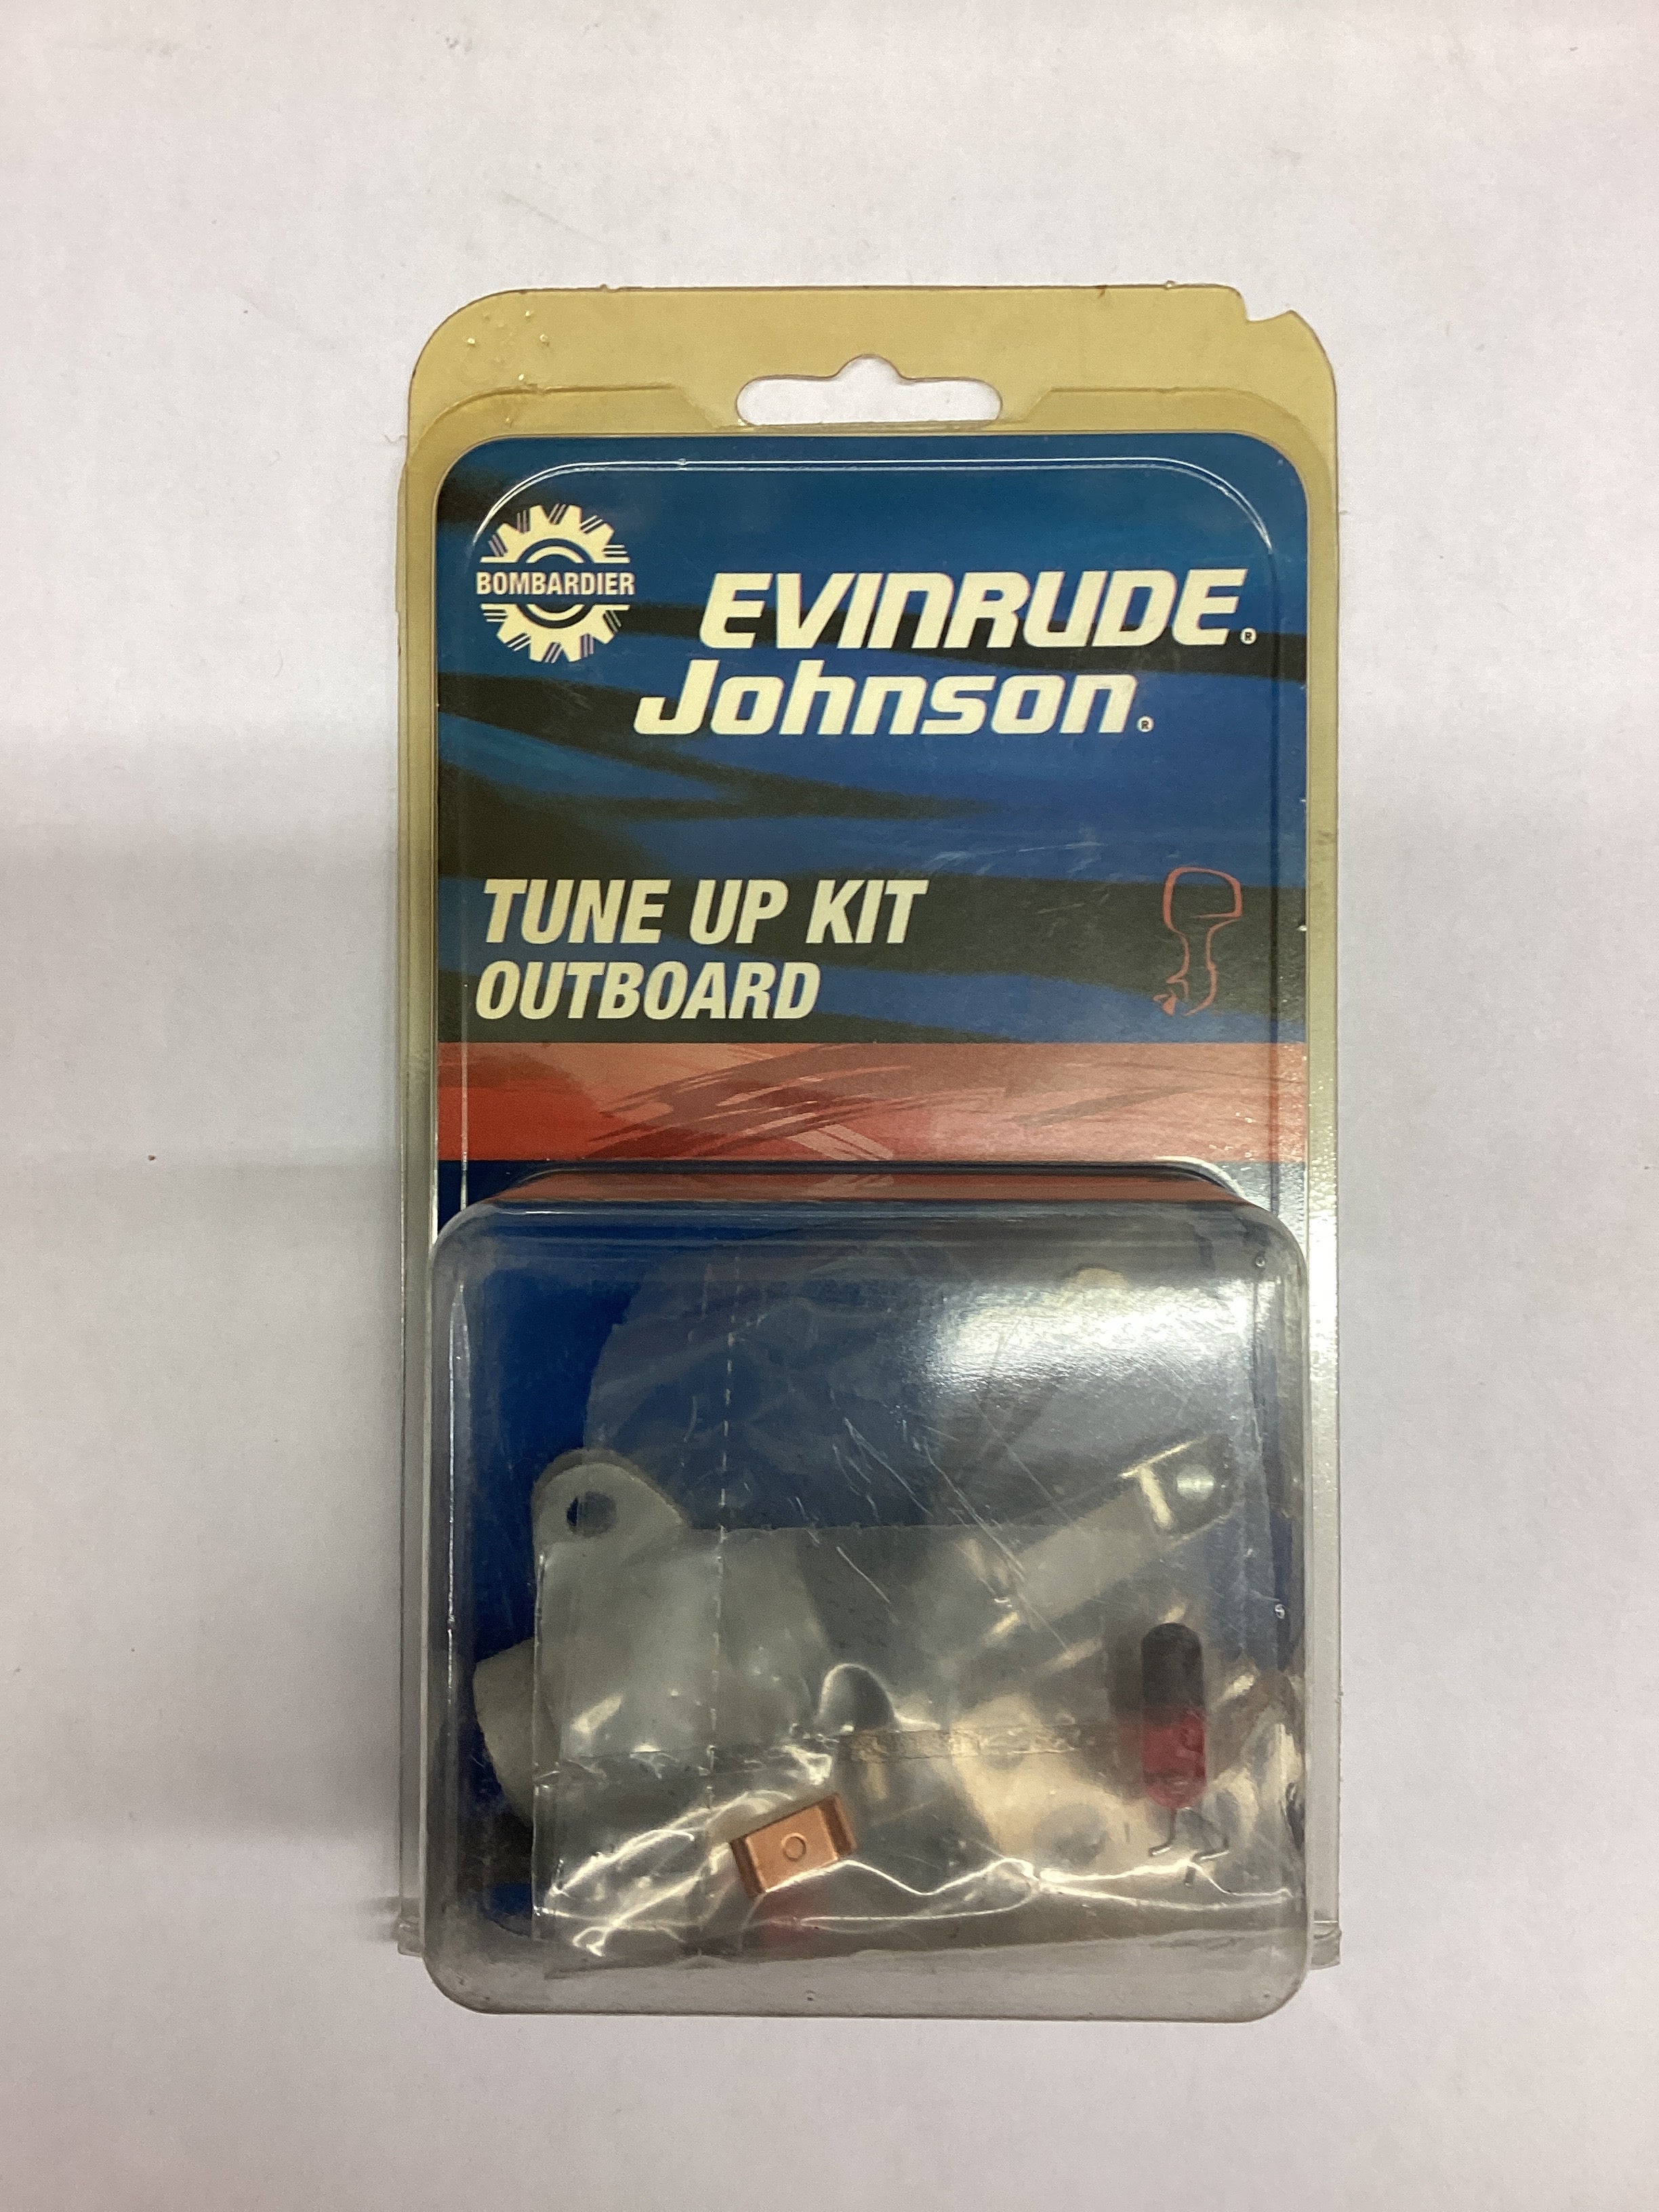 BOMBARDIER
EVINRUDE®
Johnson®
TUNE UP KIT
OUTBOARD